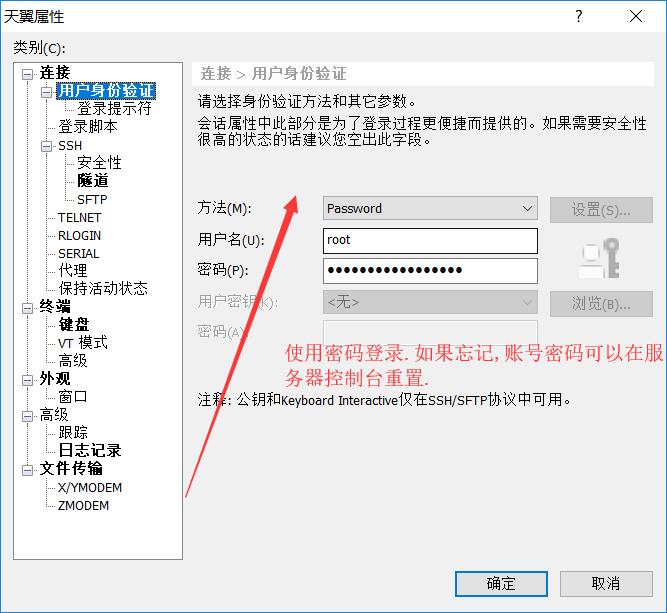 天翼属性
类别(C):
连接
用户身份验证
登录提示符
登录脚本
SSH
安全性
隧道
SFTP
TELNET
RLOGIN
SERIAL
代理
保持活动状态
终端
键盘
VT 模式
高级
外观
窗口
高级
跟踪
日志记录
文件传输
X/YMODEM
ZMODEM
连接 > 用户身份验证
请选择身份验证方法和其它参数。
会话属性中此部分是为了登录过程更便捷而提供的。如果需要安全性
很高的状态的话建议您空出此字段。
方法(M):
Password
设置(S)...
用户名(U):
root
密码(P):
●●●●●●●●●●●●●●●●●
用户密钥(K):
<无>
浏览(B)...
密码(A):
使用密码登录. 如果忘记, 账号密码可以在服
务器控制台重置.
注释: 公钥和Keyboard Interactive仅在SSH/SFTP协议中可用。
确定
取消